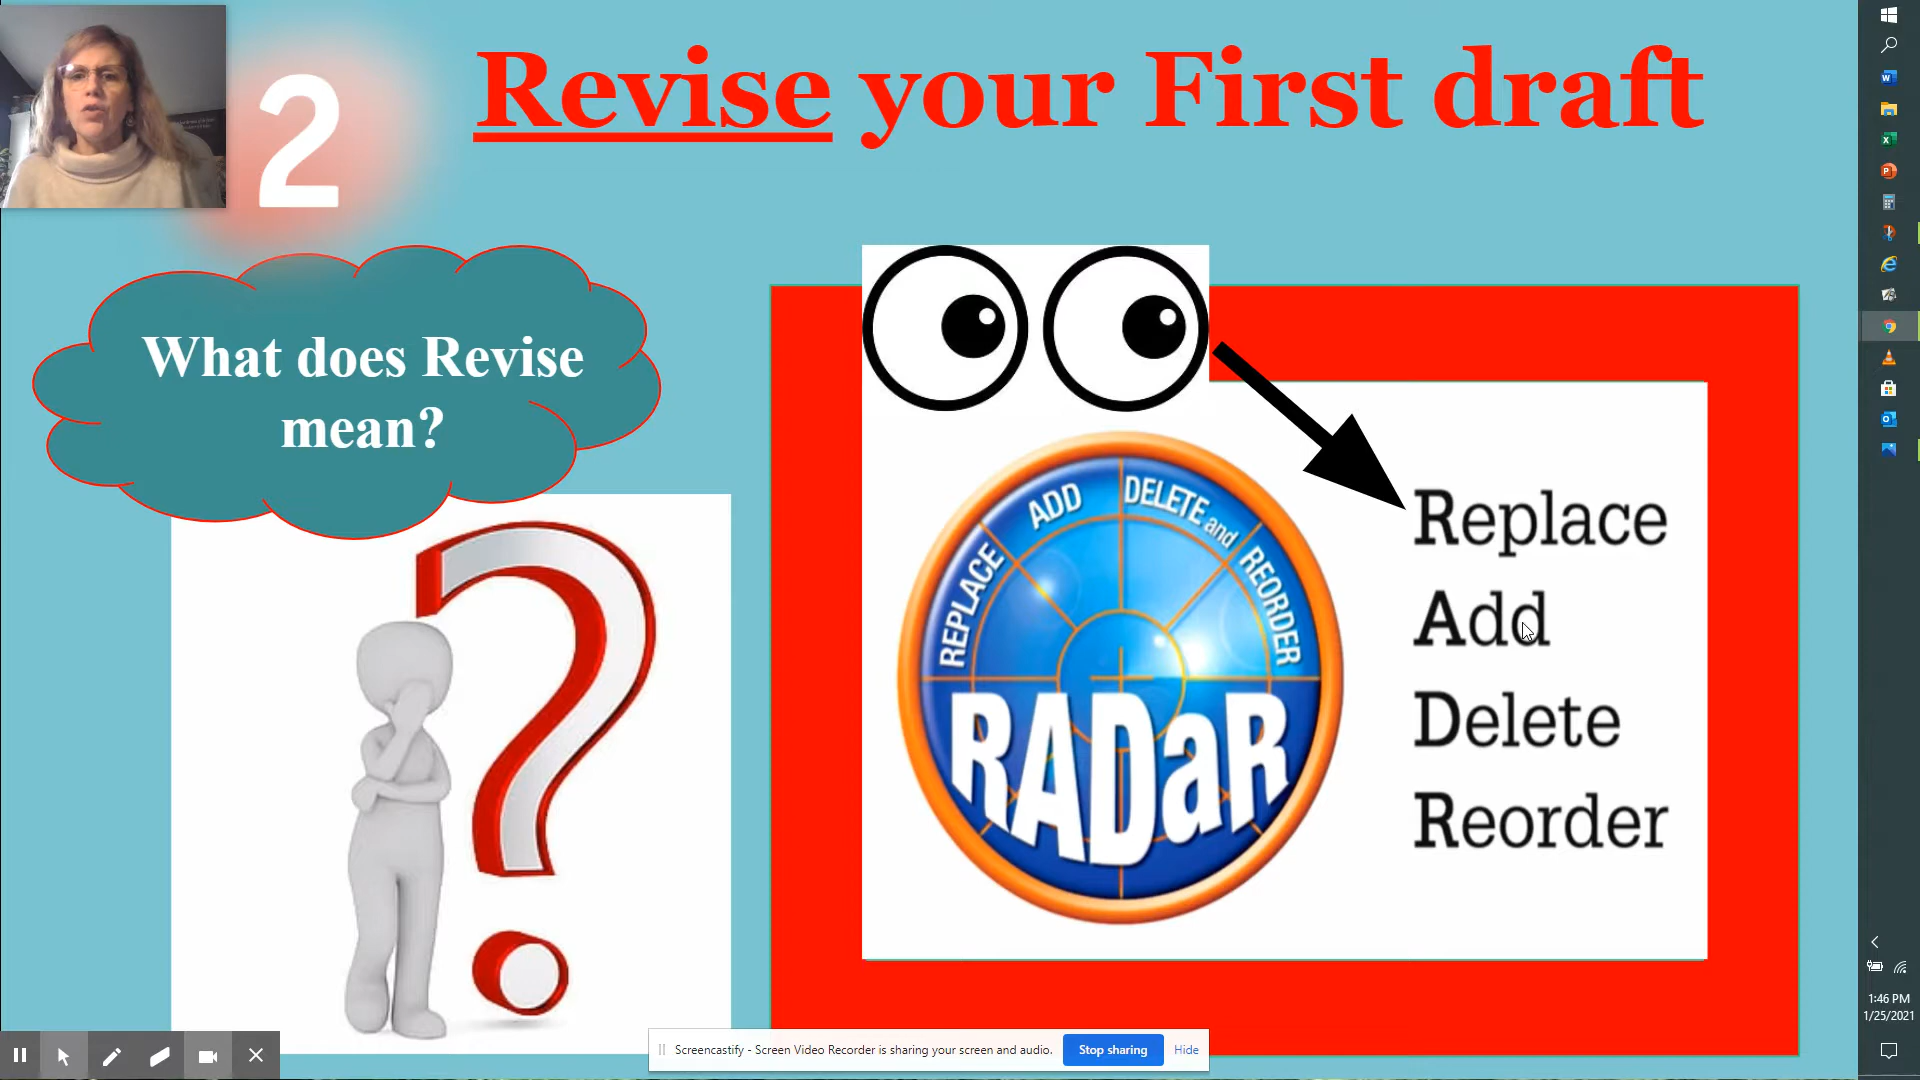 2
Revise your First draft
What does Revise
mean?
REPLACE
ADD
DELETE and
REORDER
RADaR
Replace
Add
Delete
Reorder
Screencastify - Screen Video Recorder is sharing your screen and audio.
Stop sharing
Hide
1:46 PM
1/25/2021